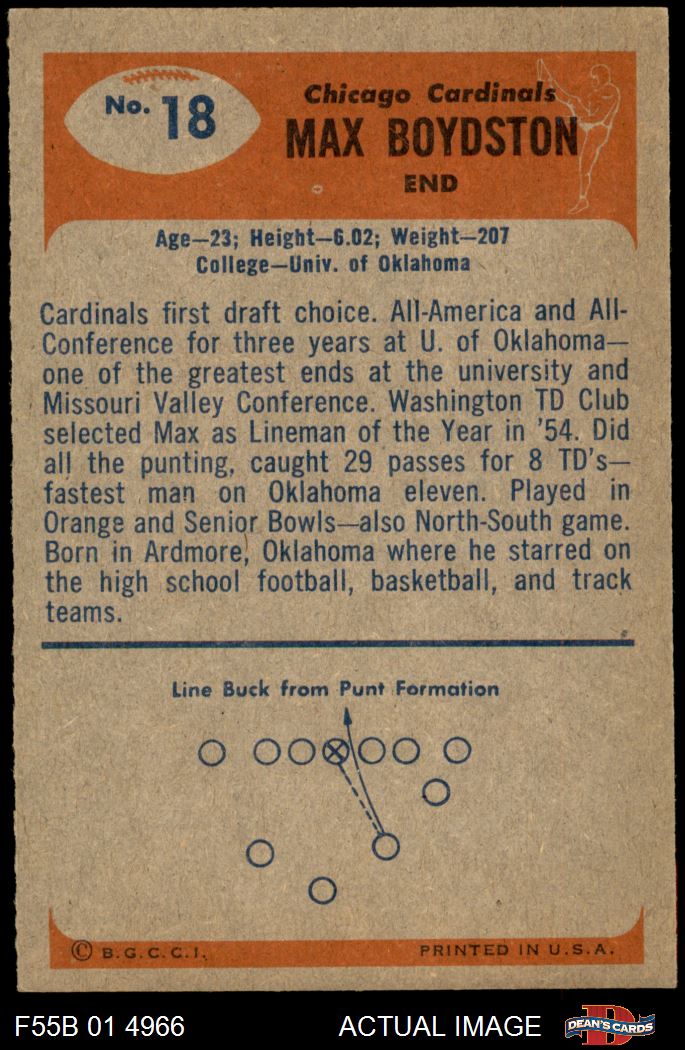 No. 18
Chicago Cardinals
MAX BOYDSTON
END
Age—23; Height—6.02; Weight—207
College—Univ. of Oklahoma
Cardinals first draft choice. All-America and All-
Conference for three years at U. of Oklahoma—
one of the greatest ends at the university and
Missouri Valley Conference. Washington TD Club
selected Max as Lineman of the Year in '54. Did
all the punting, caught 29 passes for 8 TD's—
fastest man on Oklahoma eleven. Played in
Orange and Senior Bowls—also North-South game.
Born in Ardmore, Oklahoma where he starred on
the high school football, basketball, and track
teams.
Line Buck from Punt Formation
© B.G.C.C.I.
PRINTED IN U.S.A.
F55B 01 4966
ACTUAL IMAGE
D
DEAN'S CARDS